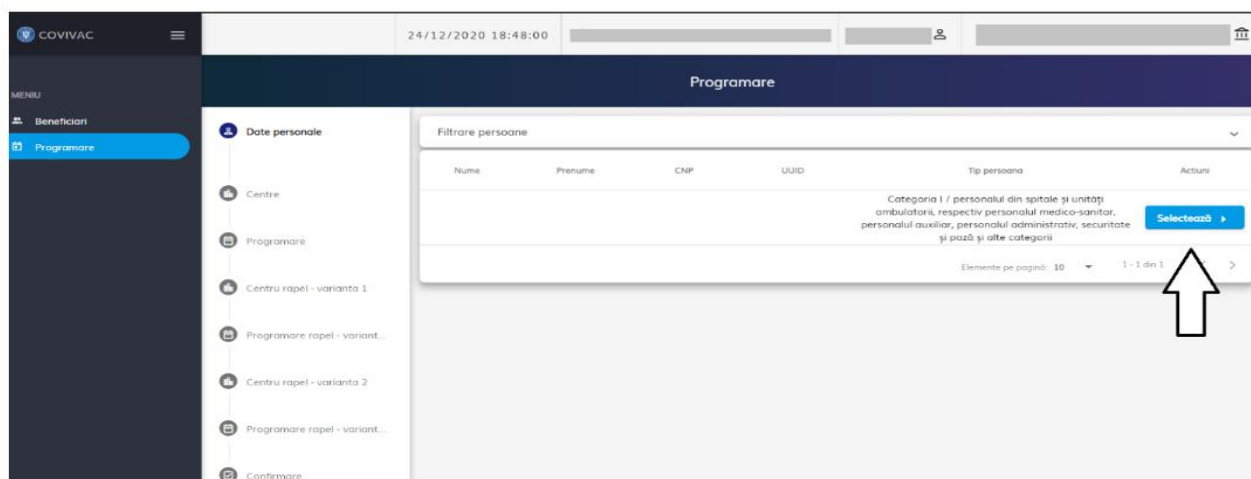 COVIVAC
24/12/2020 18:48:00
Programare
MENIU
Beneficiari
Programare
Date personale
Centre
Programare
Centru rapel - varianta 1
Programare rapel - variant...
Centru rapel - varianta 2
Programare rapel - variant...
Confirmare
Filtrare persoane
Nume Prenume CNP UUID Tip persoana Actiuni
Categoria I / personalul din spitale și unități
ambulatorii, respectiv personalul medico-sanitar,
personalul auxiliar, personalul administrativ, securitate
și pază și alte categorii
Selectează
Elemente pe pagină: 10 1 - 1 din 1